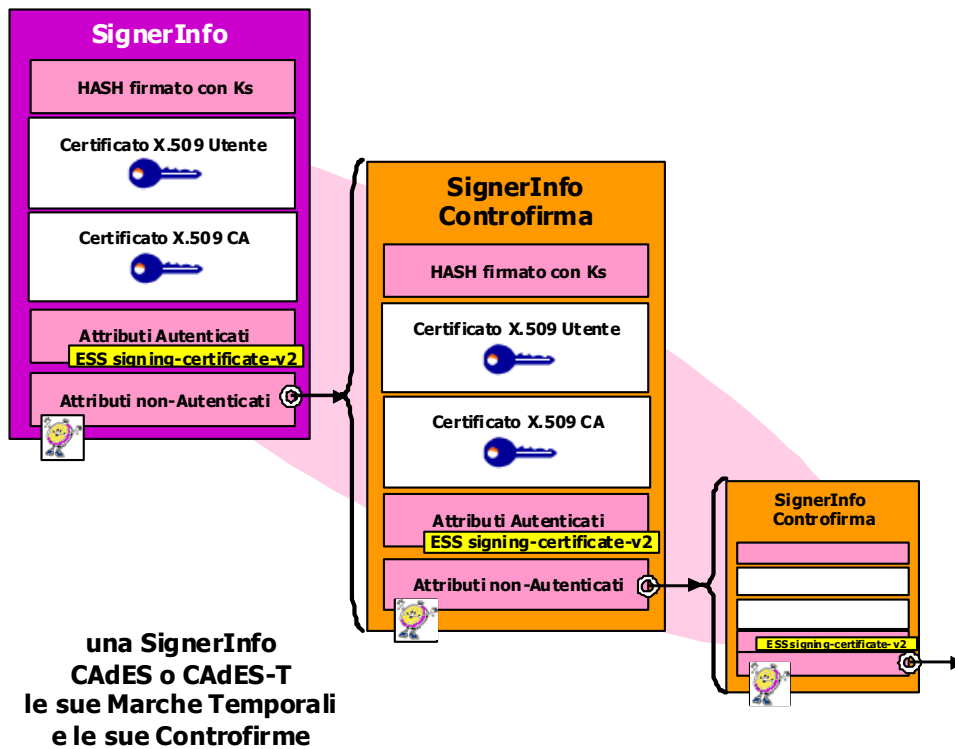 SignerInfo
HASH firmato con Ks
Certificato X.509 Utente
Certificato X.509 CA
Attributi Autenticati
ESS signing-certificate-v2
Attributi non-Autenticati
SignerInfo
Controfirma
HASH firmato con Ks
Certificato X.509 Utente
Certificato X.509 CA
Attributi Autenticati
ESS signing-certificate-v2
Attributi non-Autenticati
SignerInfo
Controfirma
ESS signing-certificate-v2
una SignerInfo
CAdES o CAdES-T
le sue Marche Temporali
e le sue Controfirme